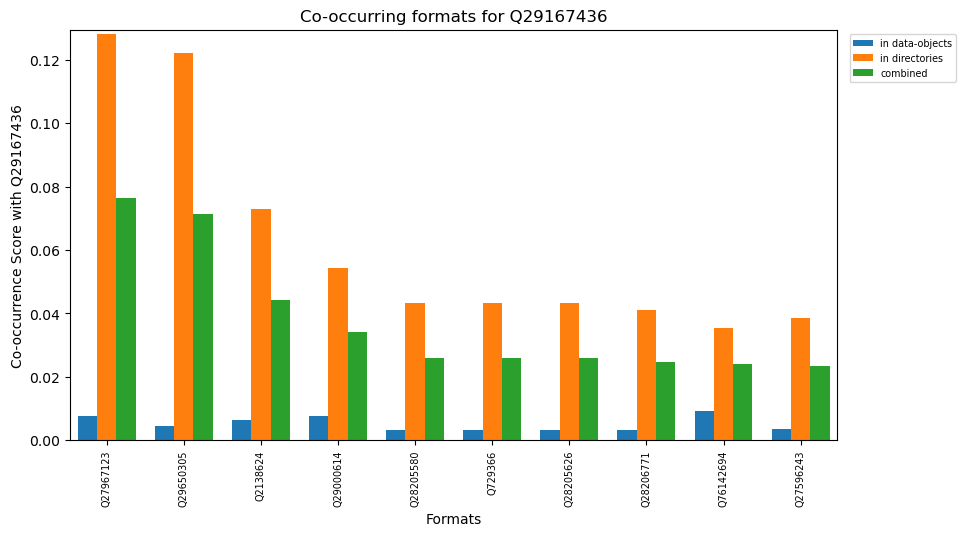 Co-occurring formats for Q29167436
in data-objects
in directories
combined
Co-occurrence Score with Q29167436
0.12
0.10
0.08
0.06
0.04
0.02
0.00
Q27967123
Q29650305
Q2138624
Q29000614
Q28205580
Q729366
Q28205626
Q28206771
Q76142694
Q27596243
Formats